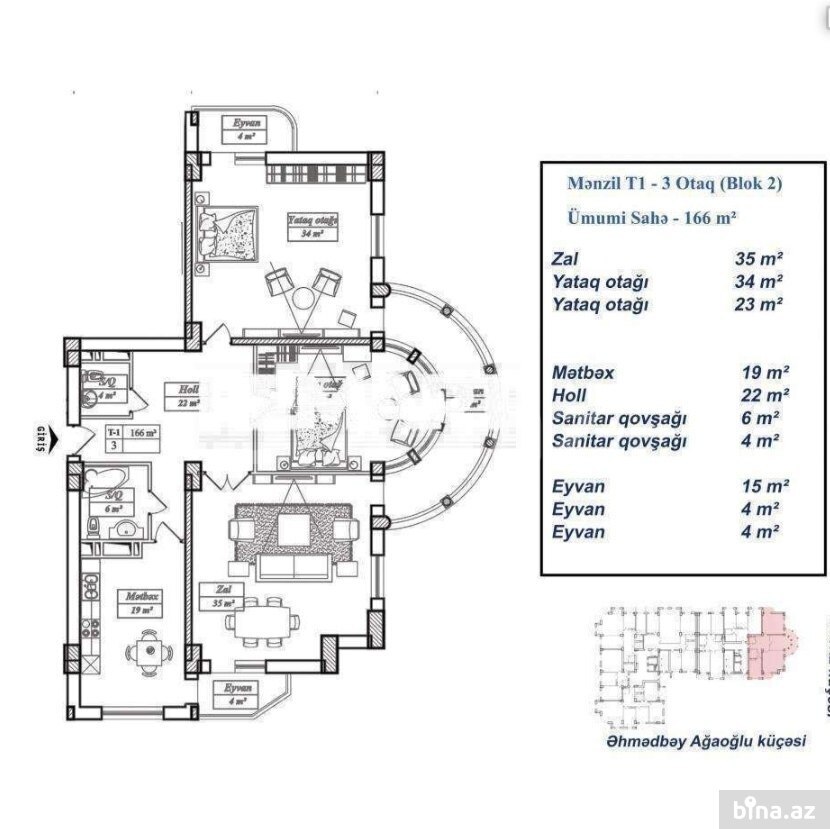 Eyvan
4 m²
Yataq otağı
34 m²
S/Q
4 m²
Holl
22 m²
GİRİŞ
T-1 166 m²
3
S/Q
6 m²
Mətbəx
19 m²
Zal
35 m²
Eyvan
4 m²
Mənzil T1 - 3 Otaq (Blok 2)
Ümumi Sahə - 166 m²
Zal 35 m²
Yataq otağı 34 m²
Yataq otağı 23 m²
Mətbəx 19 m²
Holl 22 m²
Sanitar qovşağı 6 m²
Sanitar qovşağı 4 m²
Eyvan 15 m²
Eyvan 4 m²
Eyvan 4 m²
Əhmədbəy Ağaoğlu küçəsi
bina.az